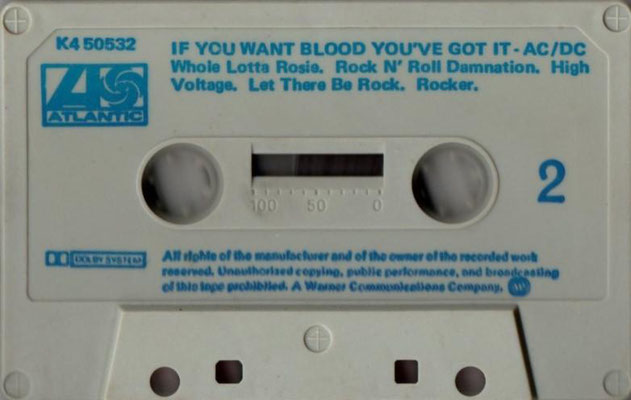 K4 50532
IF YOU WANT BLOOD YOU'VE GOT IT - AC/DC
Whole Lotta Rosie. Rock N' Roll Damnation. High
Voltage. Let There Be Rock. Rocker.
ATLANTIC
100 50 0
2
DOLBY SYSTEM
All rights of the manufacturer and of the owner of the recorded work
reserved. Unauthorised copying, public performance, and broadcasting
of this tape prohibited. A Warner Communications Company.